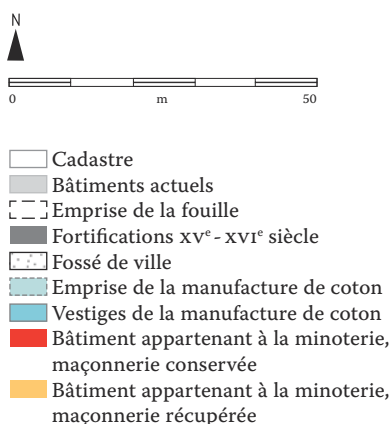 N
0 m 50
Cadastre
Bâtiments actuels
Emprise de la fouille
Fortifications XVᵉ - XVIᵉ siècle
Fossé de ville
Emprise de la manufacture de coton
Vestiges de la manufacture de coton
Bâtiment appartenant à la minoterie,
maçonnerie conservée
Bâtiment appartenant à la minoterie,
maçonnerie récupérée